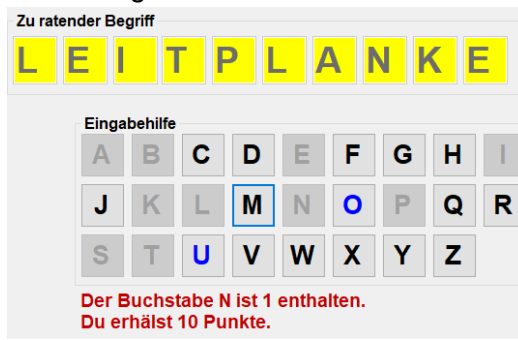 Zu ratender Begriff
L E I T P L A N K E
Eingabehilfe
A B C D E F G H I
J K L M N O P Q R
S T U V W X Y Z
Der Buchstabe N ist 1 enthalten.
Du erhälst 10 Punkte.